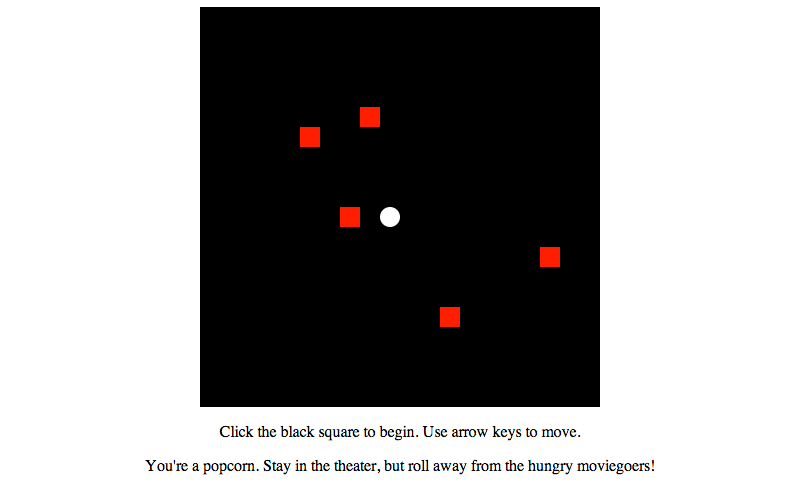 Click the black square to begin. Use arrow keys to move.
You're a popcorn. Stay in the theater, but roll away from the hungry moviegoers!